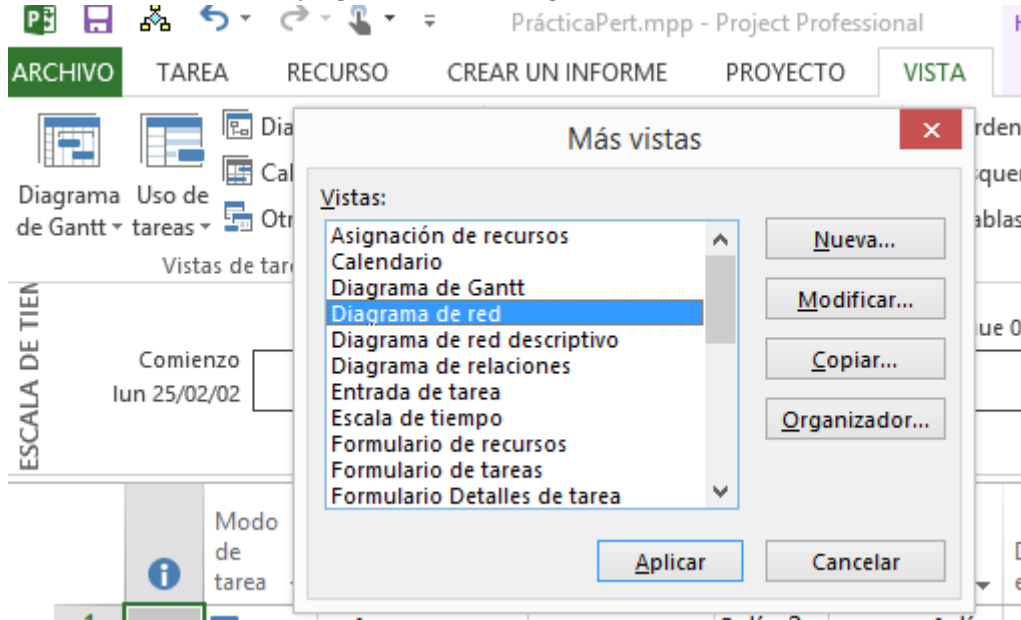 PrácticaPert.mpp - Project Professional
ARCHIVO TAREA RECURSO CREAR UN INFORME PROYECTO VISTA
Más vistas
Diagrama de Gantt
Uso de tareas
Vistas de
Vistas:
Asignación de recursos
Calendario
Diagrama de Gantt
Diagrama de red
Diagrama de red descriptivo
Diagrama de relaciones
Entrada de tarea
Escala de tiempo
Formulario de recursos
Formulario de tareas
Formulario Detalles de tarea
Nueva...
Modificar...
Copiar...
Organizador...
Aplicar
Cancelar
ESCALA DE
Comienzo
lun 25/02/02
Modo
de
tarea
1